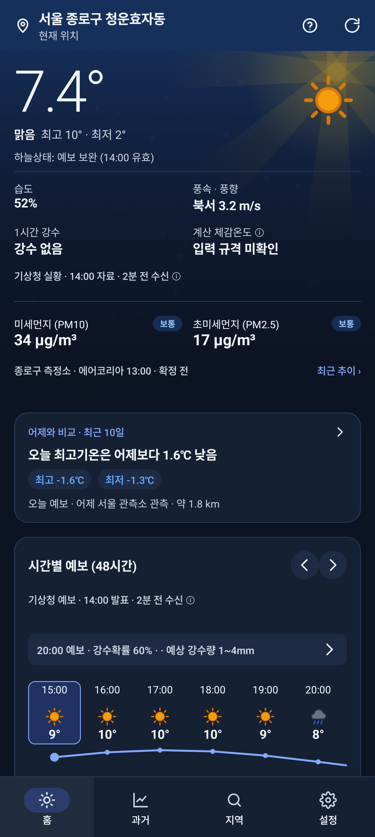 서울 종로구 청운효자동
현재 위치
7.4°
맑음 최고 10° · 최저 2°
하늘상태: 예보 보완 (14:00 유효)
습도
52%
풍속 · 풍향
북서 3.2 m/s
1시간 강수
강수 없음
계산 체감온도
입력 규격 미확인
기상청 실황 · 14:00 자료 · 2분 전 수신
미세먼지 (PM10)
보통
34 µg/m³
초미세먼지 (PM2.5)
보통
17 µg/m³
종로구 측정소 · 에어코리아 13:00 · 확정 전
최근 추이 ›
어제와 비교 · 최근 10일
오늘 최고기온은 어제보다 1.6℃ 낮음
최고 -1.6℃ 최저 -1.3℃
오늘 예보 · 어제 서울 관측소 관측 · 약 1.8 km
시간별 예보 (48시간)
기상청 예보 · 14:00 발표 · 2분 전 수신
20:00 예보 · 강수확률 60% · · 예상 강수량 1~4mm
15:00 16:00 17:00 18:00 19:00 20:00
9° 10° 10° 10° 9° 8°
홈 과거 지역 설정